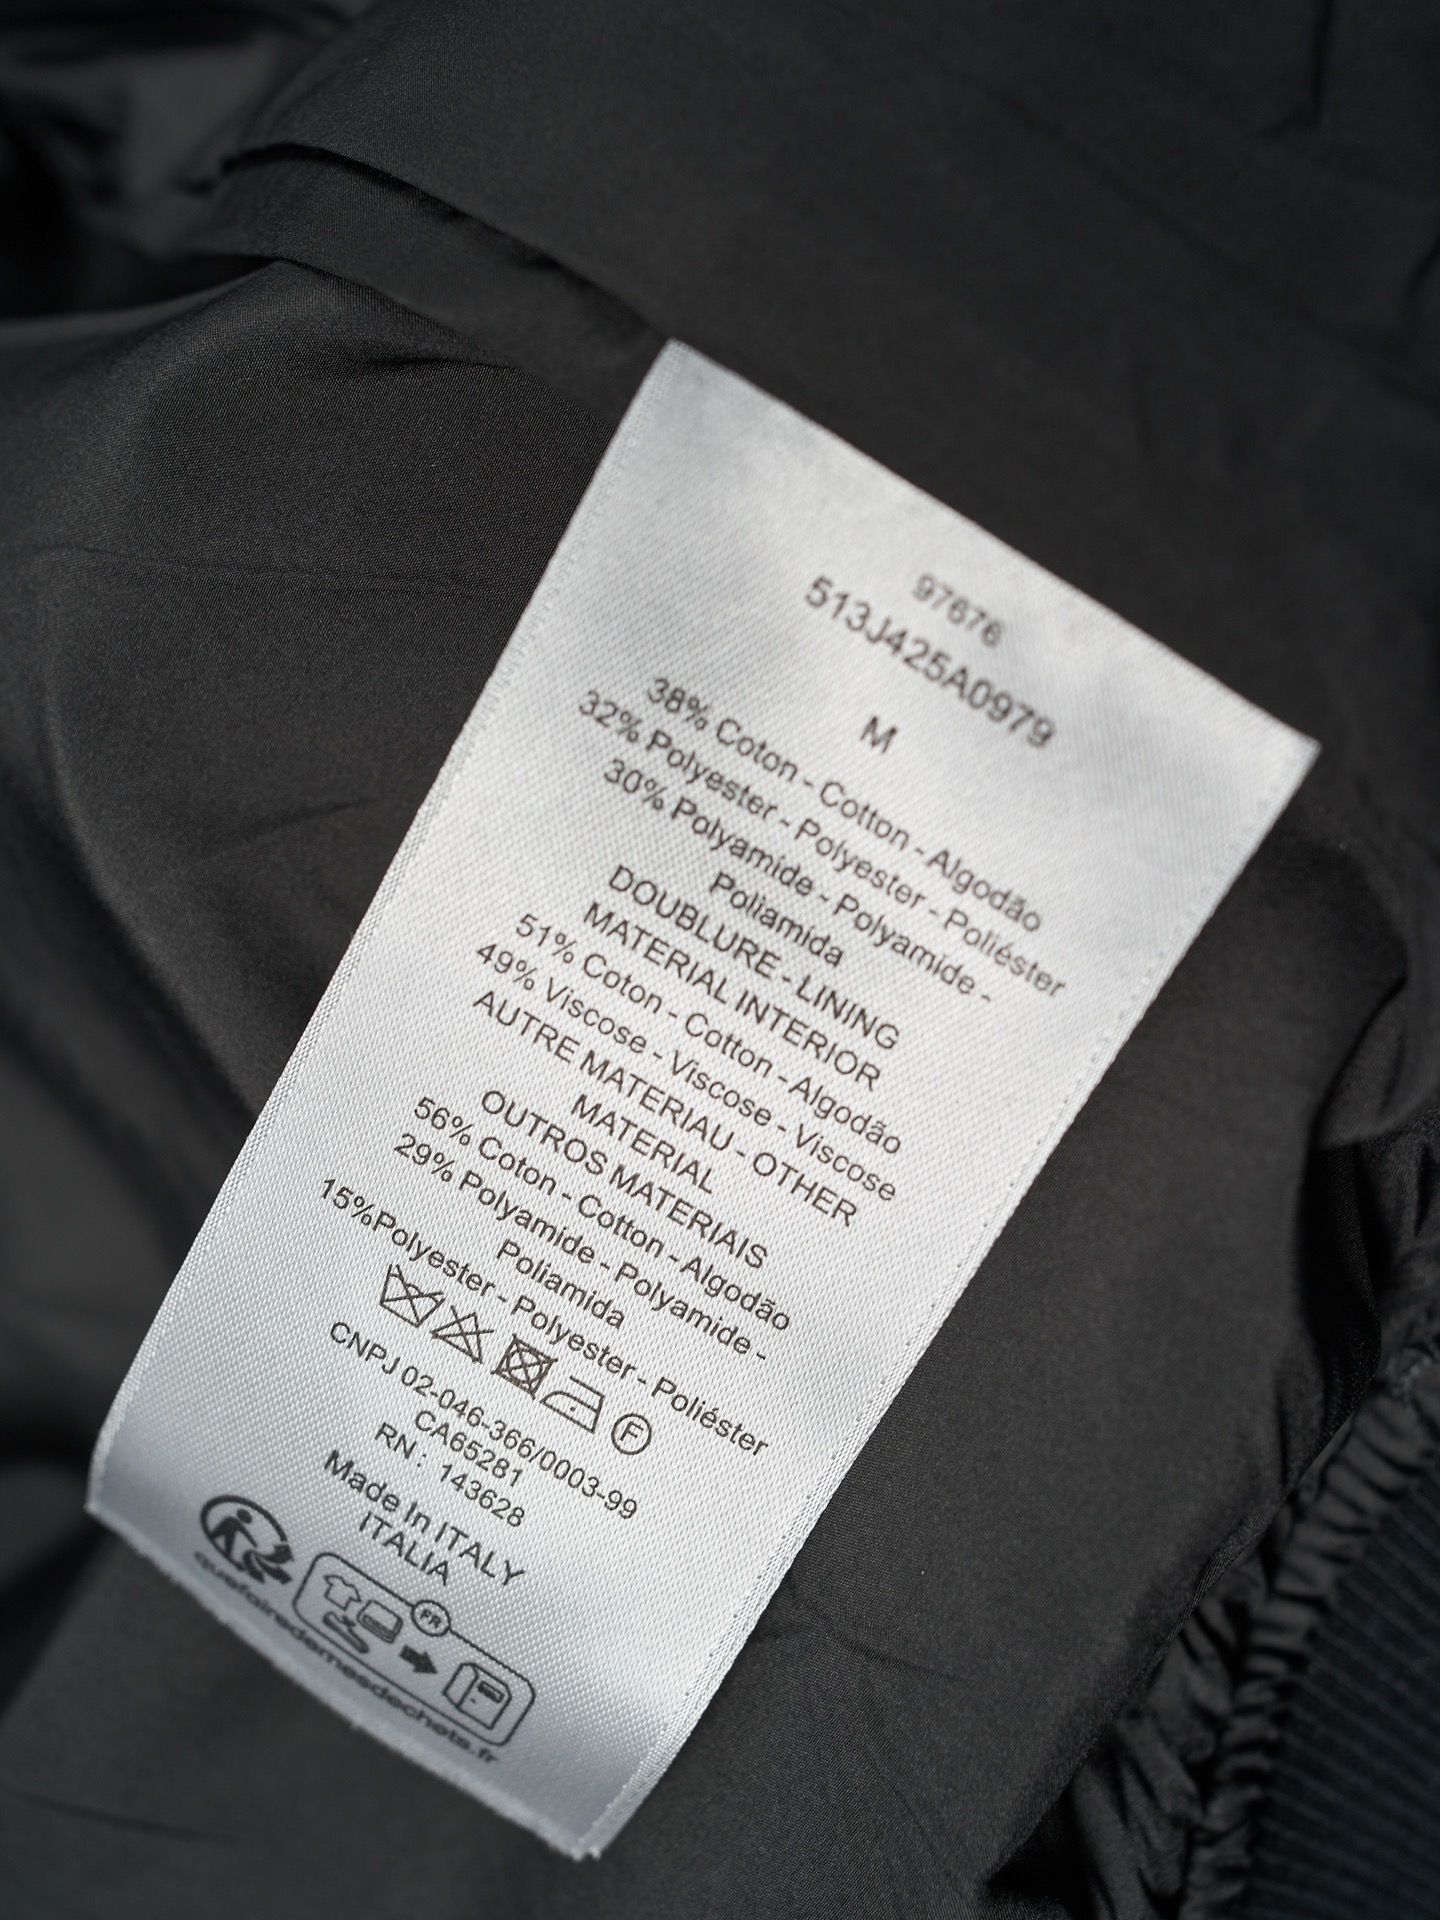 97676
513J425A0979
M
38% Coton - Cotton - Algodão
32% Polyester - Polyester - Poliéster
30% Polyamide - Polyamide -
Poliamida
DOUBLURE - LINING
MATERIAL INTERIOR
51% Coton - Cotton - Algodão
49% Viscose - Viscose - Viscose
AUTRE MATERIAU - OTHER
MATERIAL
OUTROS MATERIAIS
56% Coton - Cotton - Algodão
29% Polyamide - Polyamide -
Poliamida
15%Polyester - Polyester - Poliéster
F
CNPJ 02-046-366/0003-99
CA65281
RN : 143628
Made In ITALY
ITALIA
FR
quefairedemesdechets.fr